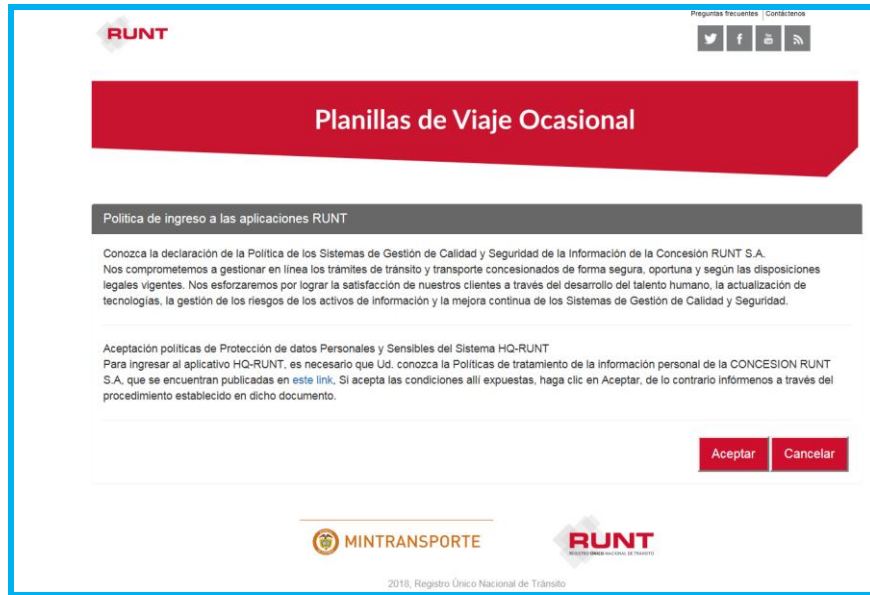 Preguntas frecuentes | Contáctenos
RUNT
Planillas de Viaje Ocasional
Política de ingreso a las aplicaciones RUNT
Conozca la declaración de la Política de los Sistemas de Gestión de Calidad y Seguridad de la Información de la Concesión RUNT S.A.
Nos comprometemos a gestionar en línea los trámites de tránsito y transporte concesionados de forma segura, oportuna y según las disposiciones
legales vigentes. Nos esforzaremos por lograr la satisfacción de nuestros clientes a través del desarrollo del talento humano, la actualización de
tecnologías, la gestión de los riesgos de los activos de información y la mejora continua de los Sistemas de Gestión de Calidad y Seguridad.
Aceptación políticas de Protección de datos Personales y Sensibles del Sistema HQ-RUNT
Para ingresar al aplicativo HQ-RUNT, es necesario que Ud. conozca la Políticas de tratamiento de la información personal de la CONCESION RUNT
S.A, que se encuentran publicadas en este link, Si acepta las condiciones allí expuestas, haga clic en Aceptar, de lo contrario infórmenos a través del
procedimiento establecido en dicho documento.
Aceptar Cancelar
MINTRANSPORTE
RUNT
REGISTRO ÚNICO NACIONAL DE TRÁNSITO
2018, Registro Único Nacional de Tránsito